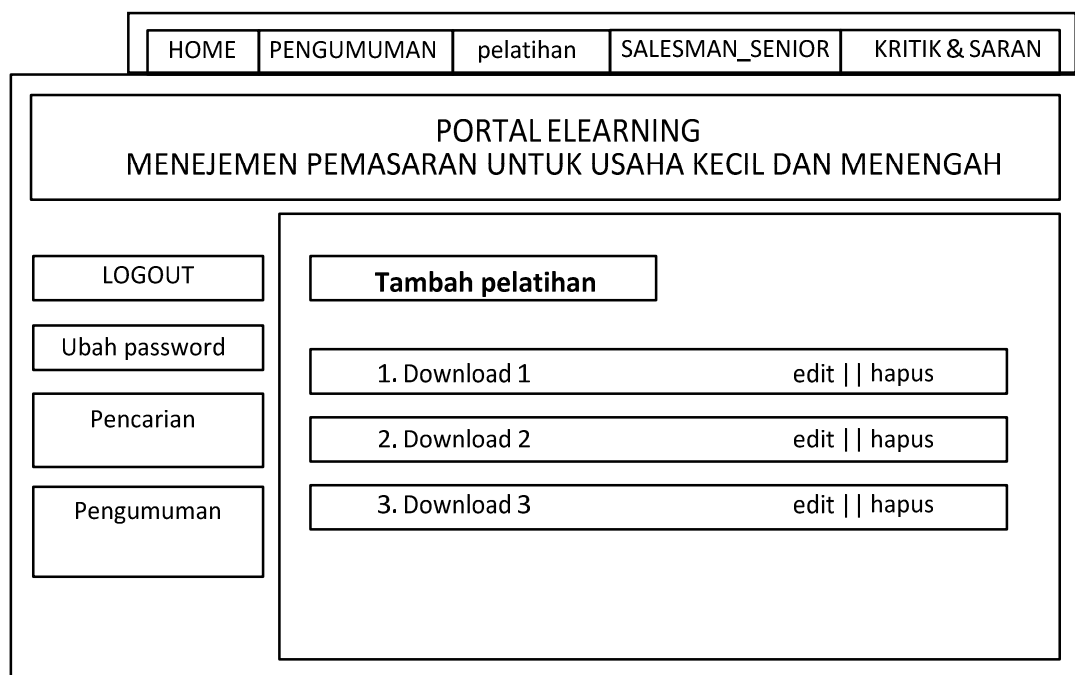 HOME PENGUMUMAN pelatihan SALESMAN_SENIOR KRITIK & SARAN
PORTAL ELEARNING
MENEJEMEN PEMASARAN UNTUK USAHA KECIL DAN MENENGAH
LOGOUT
Ubah password
Pencarian
Pengumuman
Tambah pelatihan
1. Download 1 edit || hapus
2. Download 2 edit || hapus
3. Download 3 edit || hapus